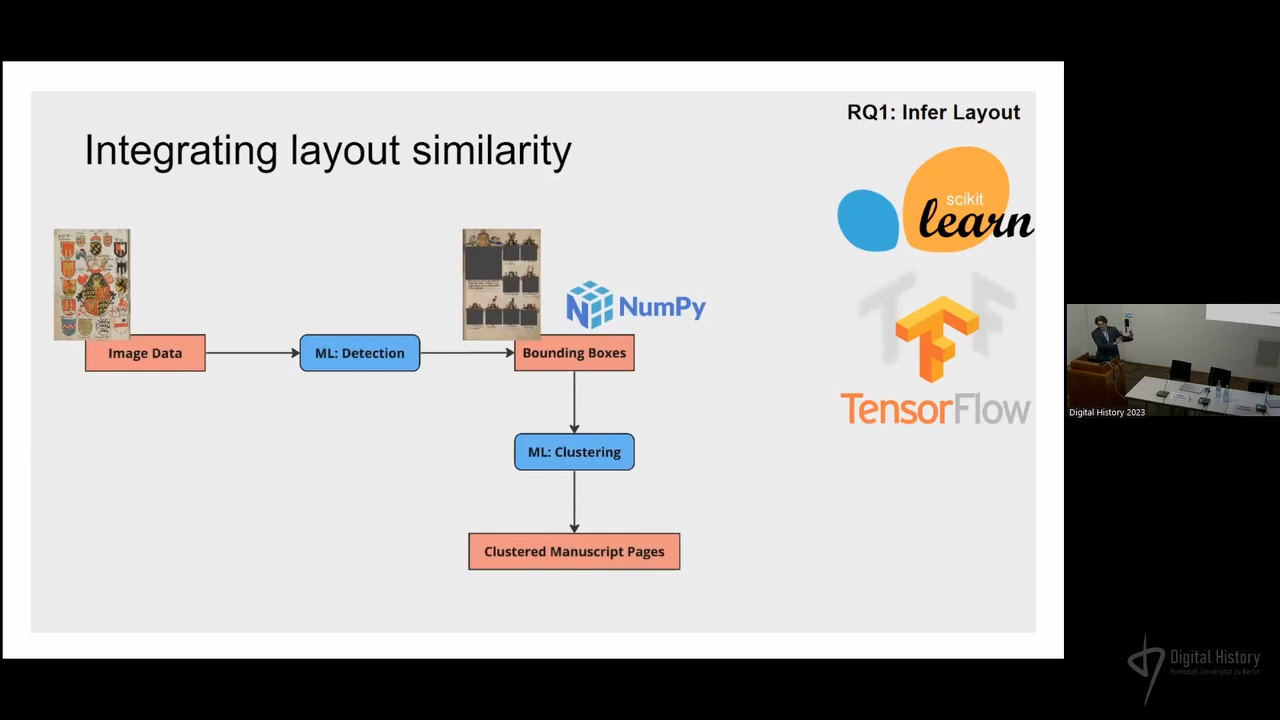 RQ1: Infer Layout
Integrating layout similarity
scikit
learn
NumPy
Image Data
ML: Detection
Bounding Boxes
TensorFlow
ML: Clustering
Clustered Manuscript Pages
Digital History 2023
Digital History
Humboldt-Universität zu Berlin